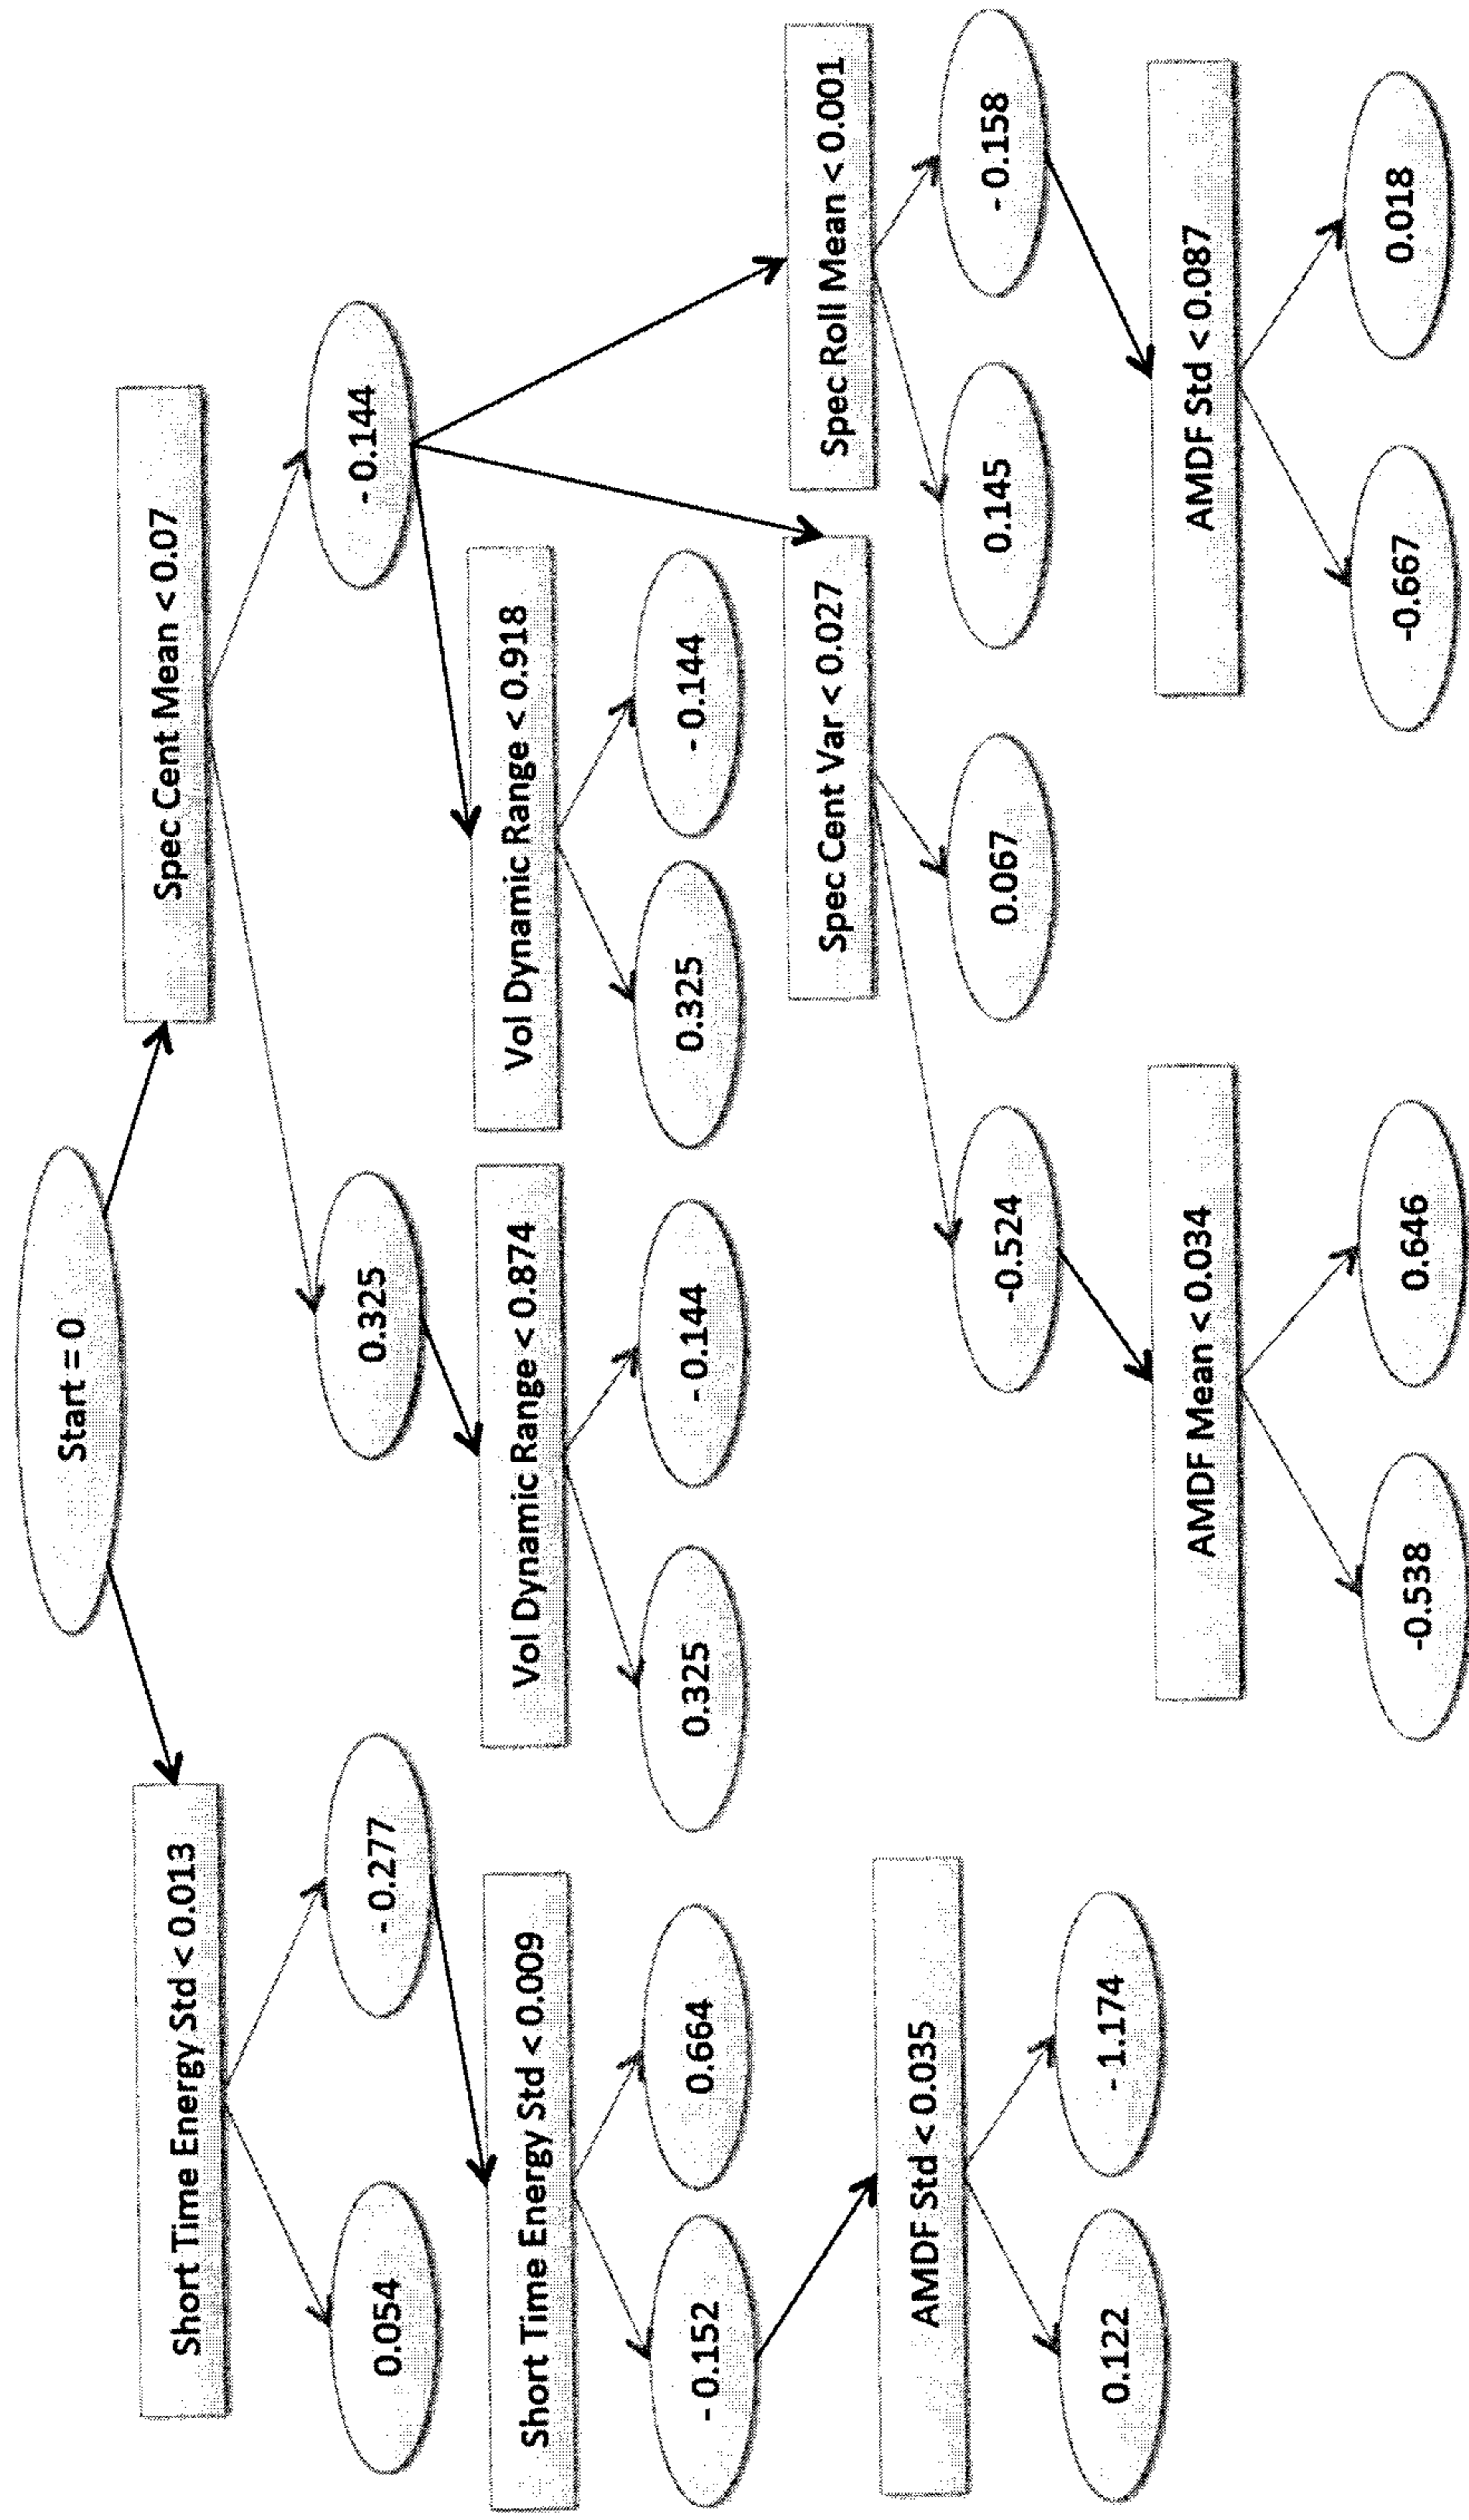 Start = 0
Short Time Energy Std < 0.013
Spec Cent Mean < 0.07
0.054
- 0.277
0.325
- 0.144
Short Time Energy Std < 0.009
Vol Dynamic Range < 0.874
Vol Dynamic Range < 0.918
- 0.152
0.664
0.325
- 0.144
0.325
- 0.144
AMDF Std < 0.035
Spec Cent Var < 0.027
Spec Roll Mean < 0.001
0.122
- 1.174
-0.524
0.067
0.145
- 0.158
AMDF Mean < 0.034
AMDF Std < 0.087
-0.538
0.646
-0.667
0.018